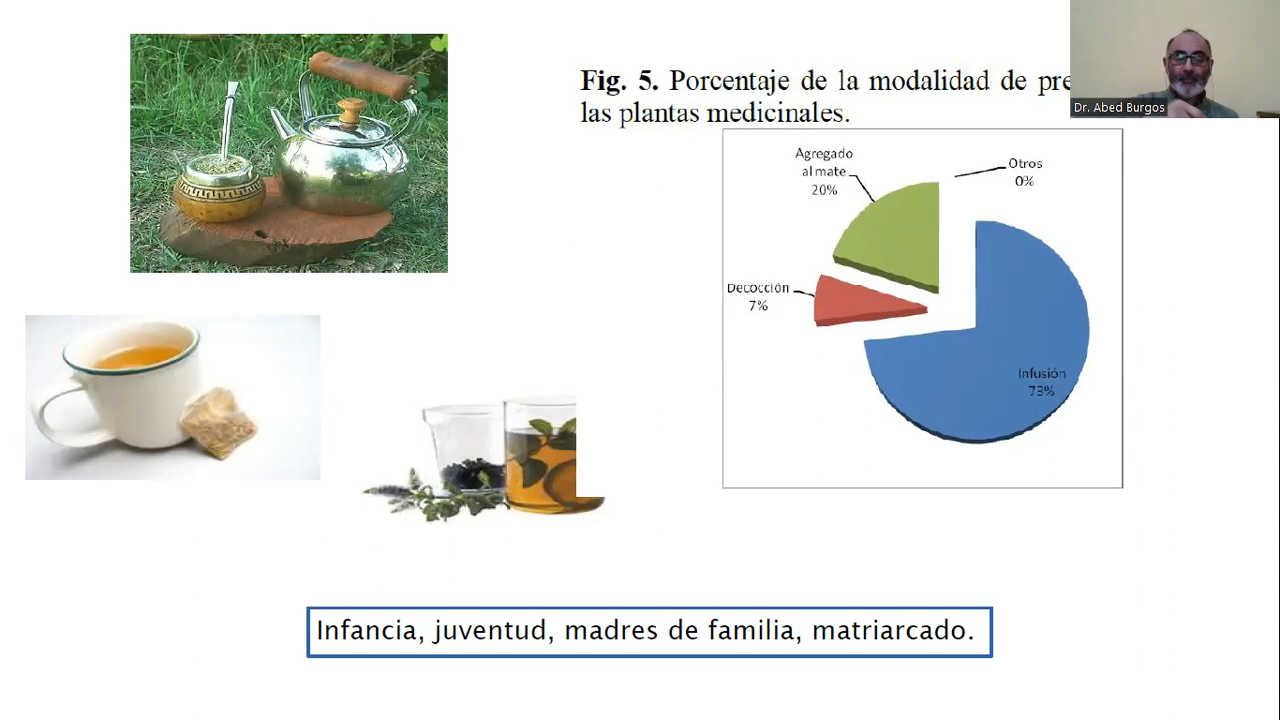 Fig. 5. Porcentaje de la modalidad de
las plantas medicinales.
Dr. Abed Burgos
Agregado
al mate
20%
Otros
0%
Decocción
7%
Infusión
73%
Infancia, juventud, madres de familia, matriarcado.